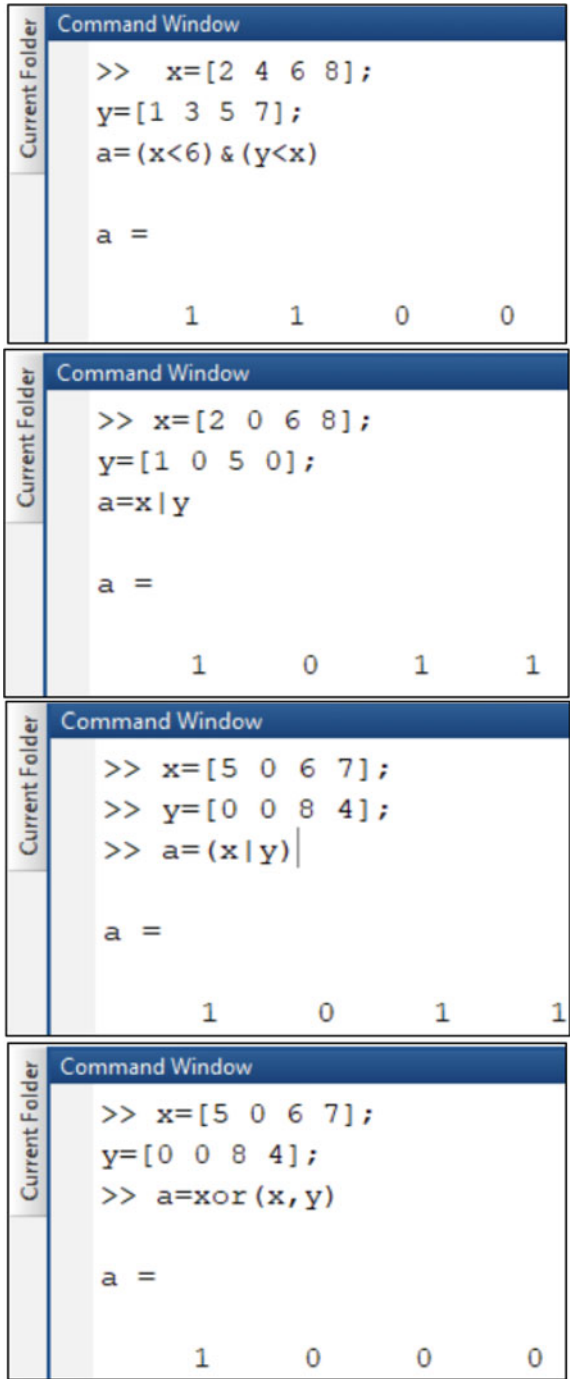 Current Folder
Command Window
>> x=[2 4 6 8];
y=[1 3 5 7];
a=(x<6)&(y<x)
a =
1 1 0 0
Current Folder
Command Window
>> x=[2 0 6 8];
y=[1 0 5 0];
a=x|y
a =
1 0 1 1
Current Folder
Command Window
>> x=[5 0 6 7];
>> y=[0 0 8 4];
>> a=(x|y)
a =
1 0 1 1
Current Folder
Command Window
>> x=[5 0 6 7];
y=[0 0 8 4];
>> a=xor(x,y)
a =
1 0 0 0